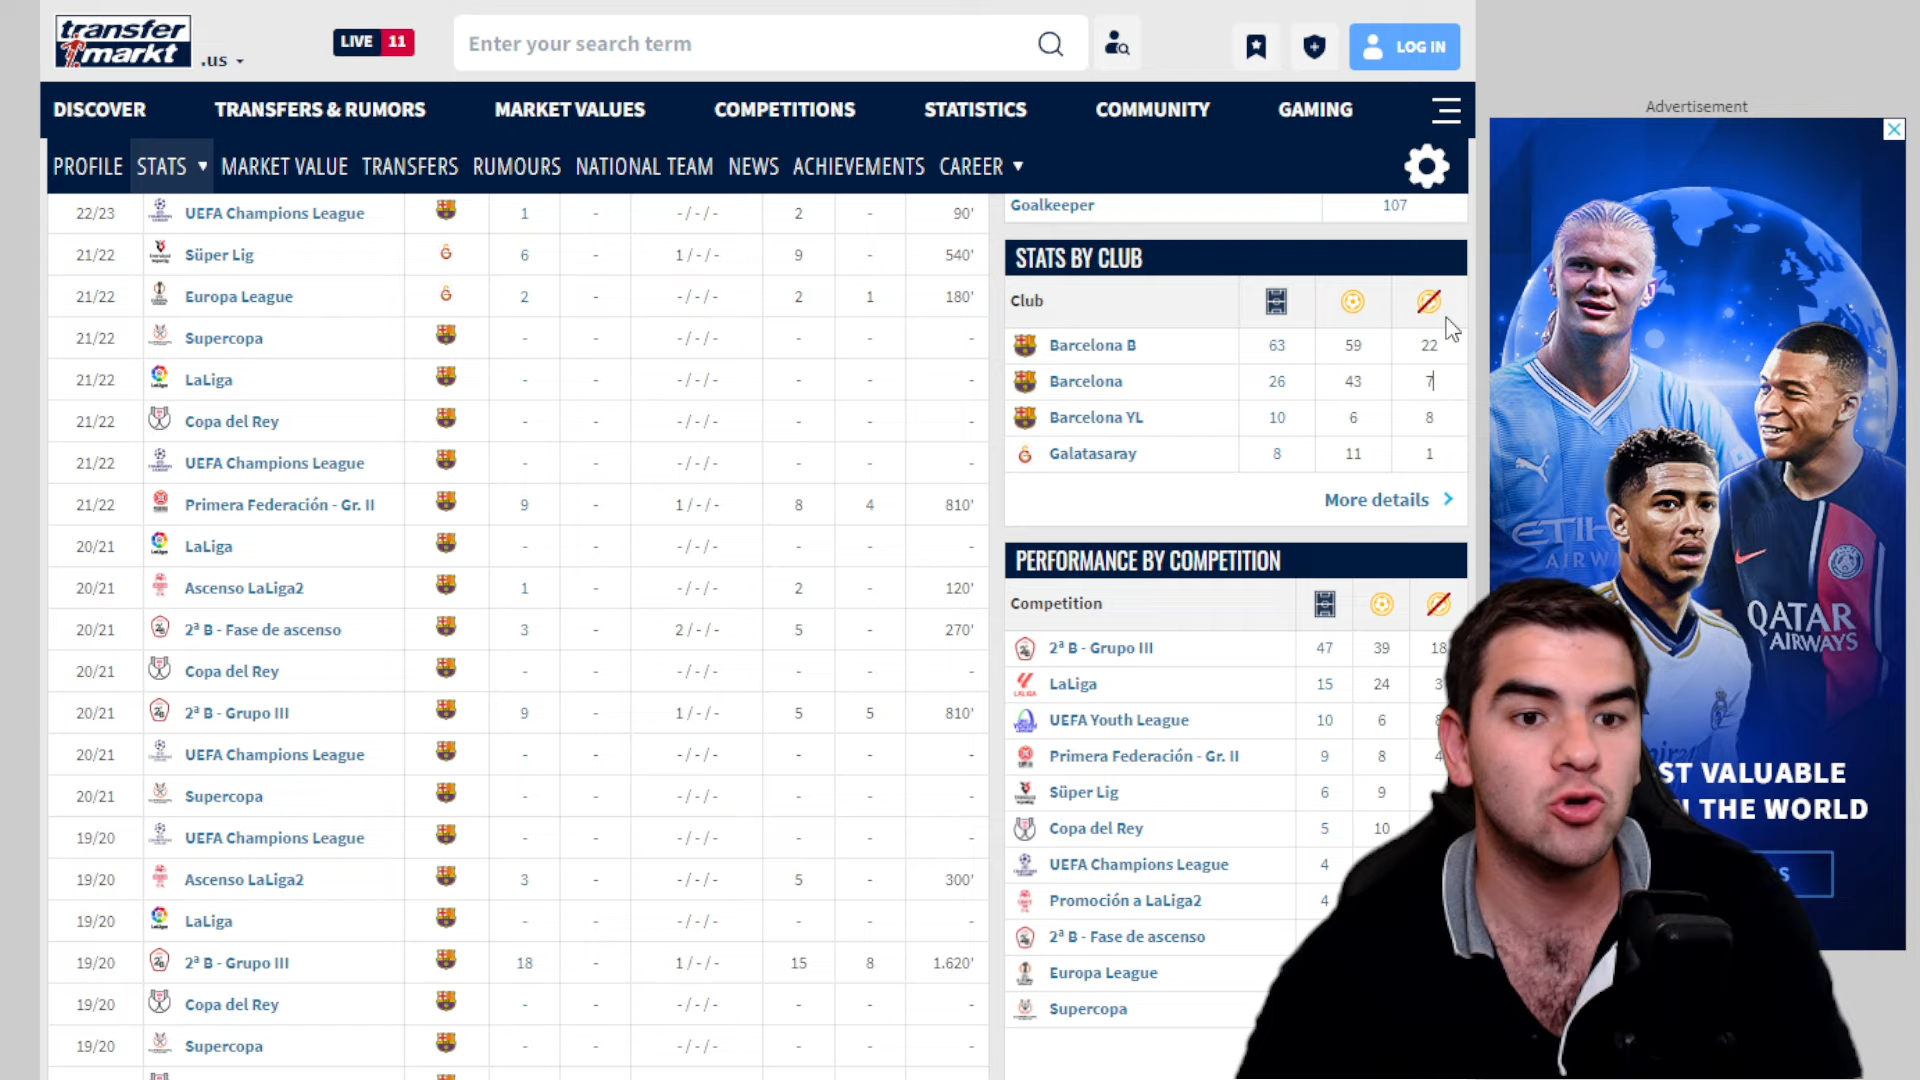 transfer
markt
.us
LIVE 11
Enter your search term
LOG IN
DISCOVER TRANSFERS & RUMORS MARKET VALUES COMPETITIONS STATISTICS COMMUNITY GAMING
PROFILE STATS MARKET VALUE TRANSFERS RUMOURS NATIONAL TEAM NEWS ACHIEVEMENTS CAREER
22/23 UEFA Champions League 1 - -/-/- 2 - 90'
21/22 Süper Lig 6 - 1/-/- 9 - 540'
21/22 Europa League 2 - -/-/- 2 1 180'
21/22 Supercopa - - -/-/- - - -
21/22 LaLiga - - -/-/- - - -
21/22 Copa del Rey - - -/-/- - - -
21/22 UEFA Champions League - - -/-/- - - -
21/22 Primera Federación - Gr. II 9 - 1/-/- 8 4 810'
20/21 LaLiga - - -/-/- - - -
20/21 Ascenso LaLiga2 1 - -/-/- 2 - 120'
20/21 2ª B - Fase de ascenso 3 - 2/-/- 5 - 270'
20/21 Copa del Rey - - -/-/- - - -
20/21 2ª B - Grupo III 9 - 1/-/- 5 5 810'
20/21 UEFA Champions League - - -/-/- - - -
20/21 Supercopa - - -/-/- - - -
19/20 UEFA Champions League - - -/-/- - - -
19/20 Ascenso LaLiga2 3 - -/-/- 5 - 300'
19/20 LaLiga - - -/-/- - - -
19/20 2ª B - Grupo III 18 - 1/-/- 15 8 1.620'
19/20 Copa del Rey - - -/-/- - - -
19/20 Supercopa - - -/-/- - - -
Goalkeeper 107
STATS BY CLUB
Club
Barcelona B 63 59 22
Barcelona 26 43 7
Barcelona YL 10 6 8
Galatasaray 8 11 1
More details
PERFORMANCE BY COMPETITION
Competition
2ª B - Grupo III 47 39 18
LaLiga 15 24 3
UEFA Youth League 10 6
Primera Federación - Gr. II 9 8 4
Süper Lig 6 9
Copa del Rey 5 10
UEFA Champions League 4
Promoción a LaLiga2 4
2ª B - Fase de ascenso
Europa League
Supercopa
Advertisement
ETIH
AIRW
QATAR
AIRWAYS
ST VALUABLE
N THE WORLD